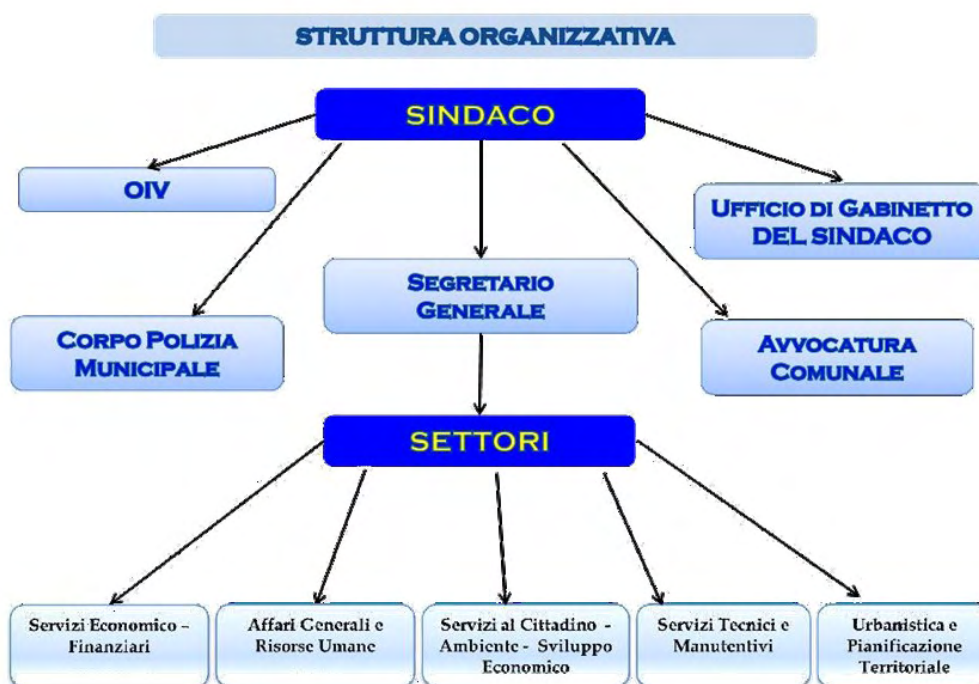 STRUTTURA ORGANIZZATIVA
SINDACO
OIV
UFFICIO DI GABINETTO
DEL SINDACO
SEGRETARIO
GENERALE
CORPO POLIZIA
MUNICIPALE
AVVOCATURA
COMUNALE
SETTORI
Servizi Economico –
Finanziari
Affari Generali e
Risorse Umane
Servizi al Cittadino -
Ambiente - Sviluppo
Economico
Servizi Tecnici e
Manutentivi
Urbanistica e
Pianificazione
Territoriale